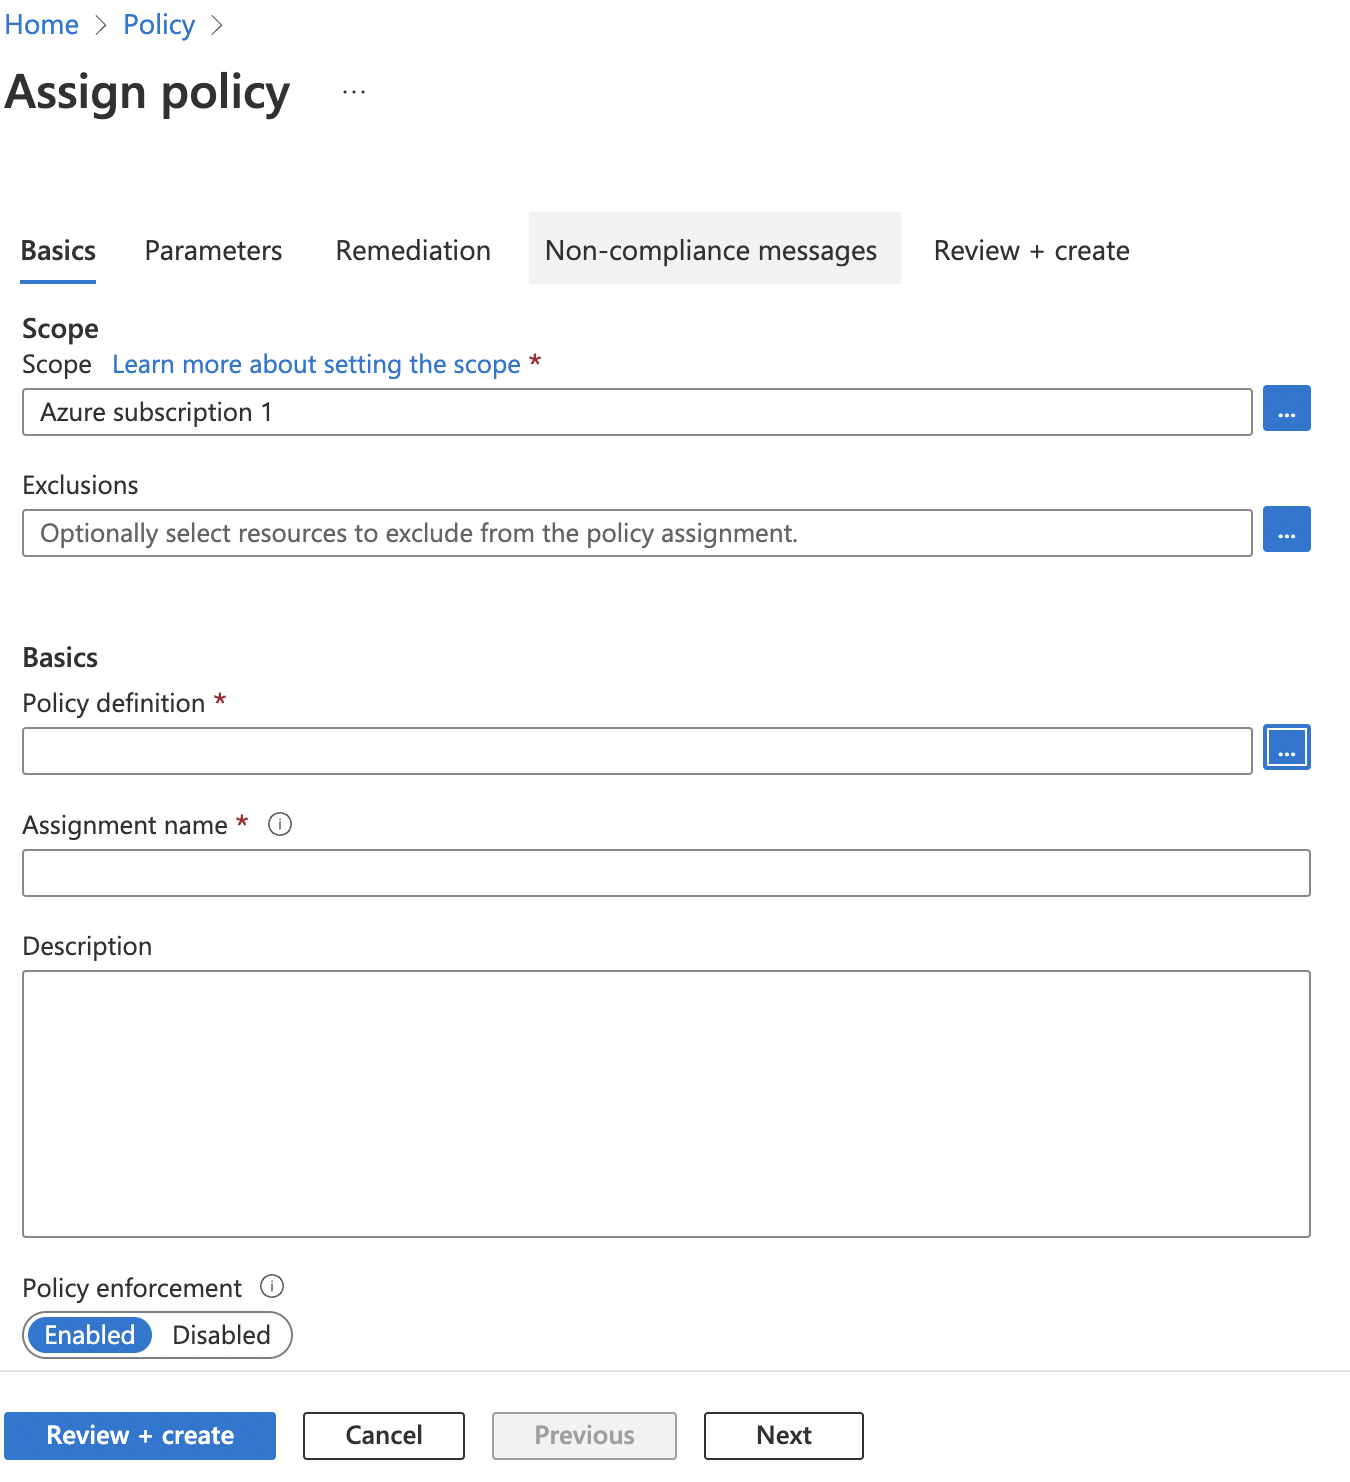 Home > Policy >
Assign policy ...
Basics Parameters Remediation Non-compliance messages Review + create
Scope
Scope Learn more about setting the scope *
Azure subscription 1 ...
Exclusions
Optionally select resources to exclude from the policy assignment. ...
Basics
Policy definition *
...
Assignment name * i
Description
Policy enforcement i
Enabled Disabled
Review + create Cancel Previous Next